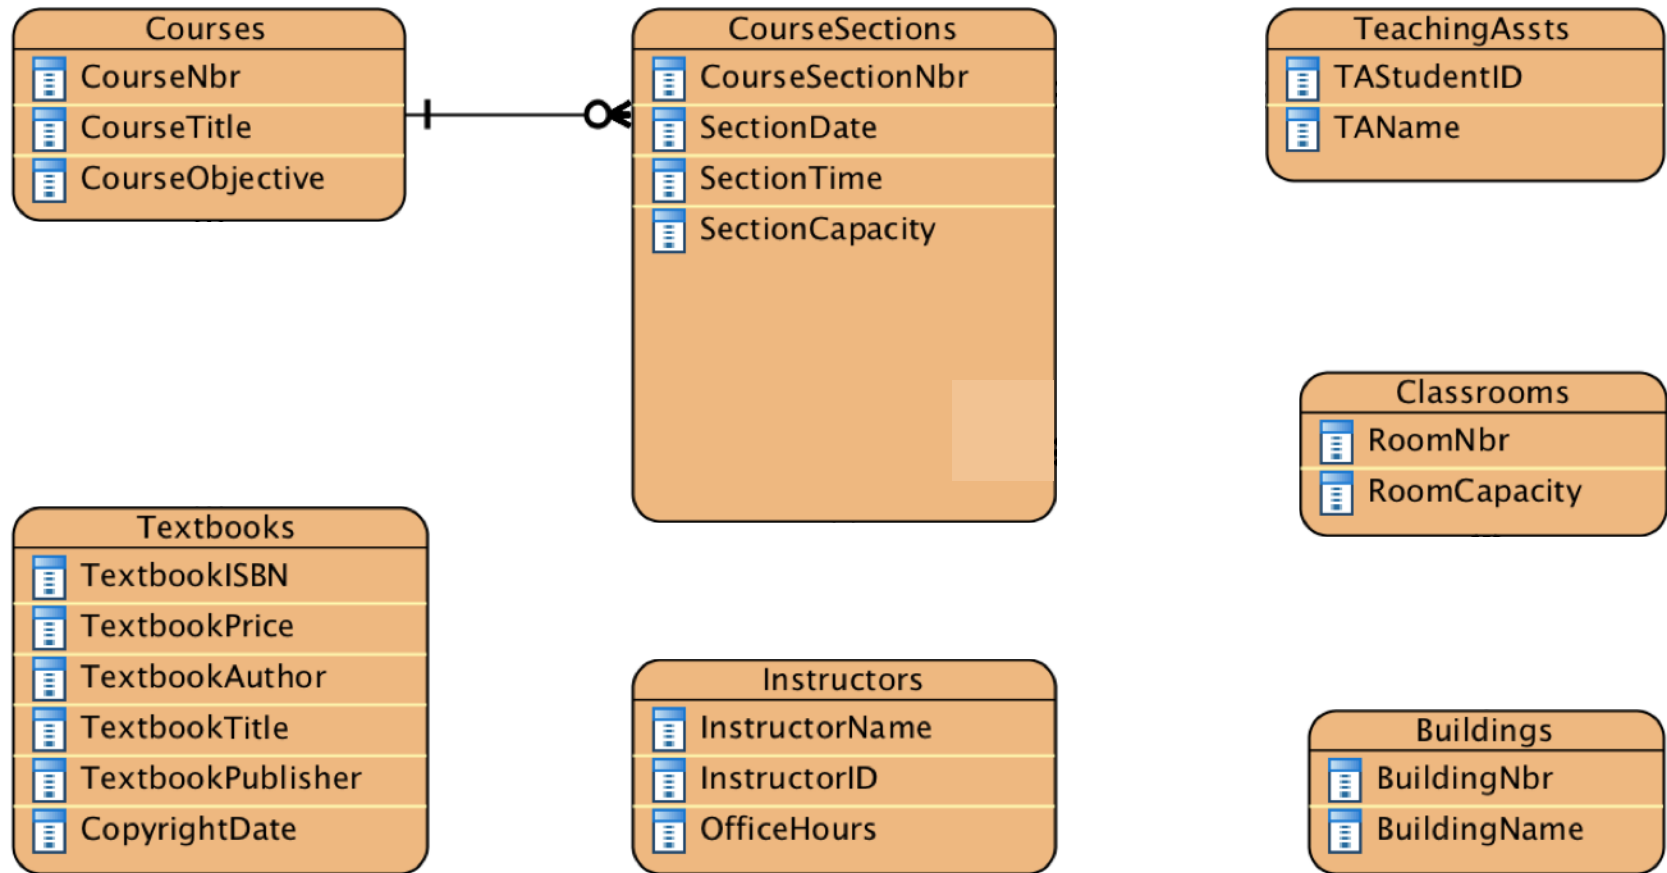 Courses
CourseNbr
CourseTitle
CourseObjective
CourseSections
CourseSectionNbr
SectionDate
SectionTime
SectionCapacity
TeachingAssts
TAStudentID
TAName
Classrooms
RoomNbr
RoomCapacity
Textbooks
TextbookISBN
TextbookPrice
TextbookAuthor
TextbookTitle
TextbookPublisher
CopyrightDate
Instructors
InstructorName
InstructorID
OfficeHours
Buildings
BuildingNbr
BuildingName